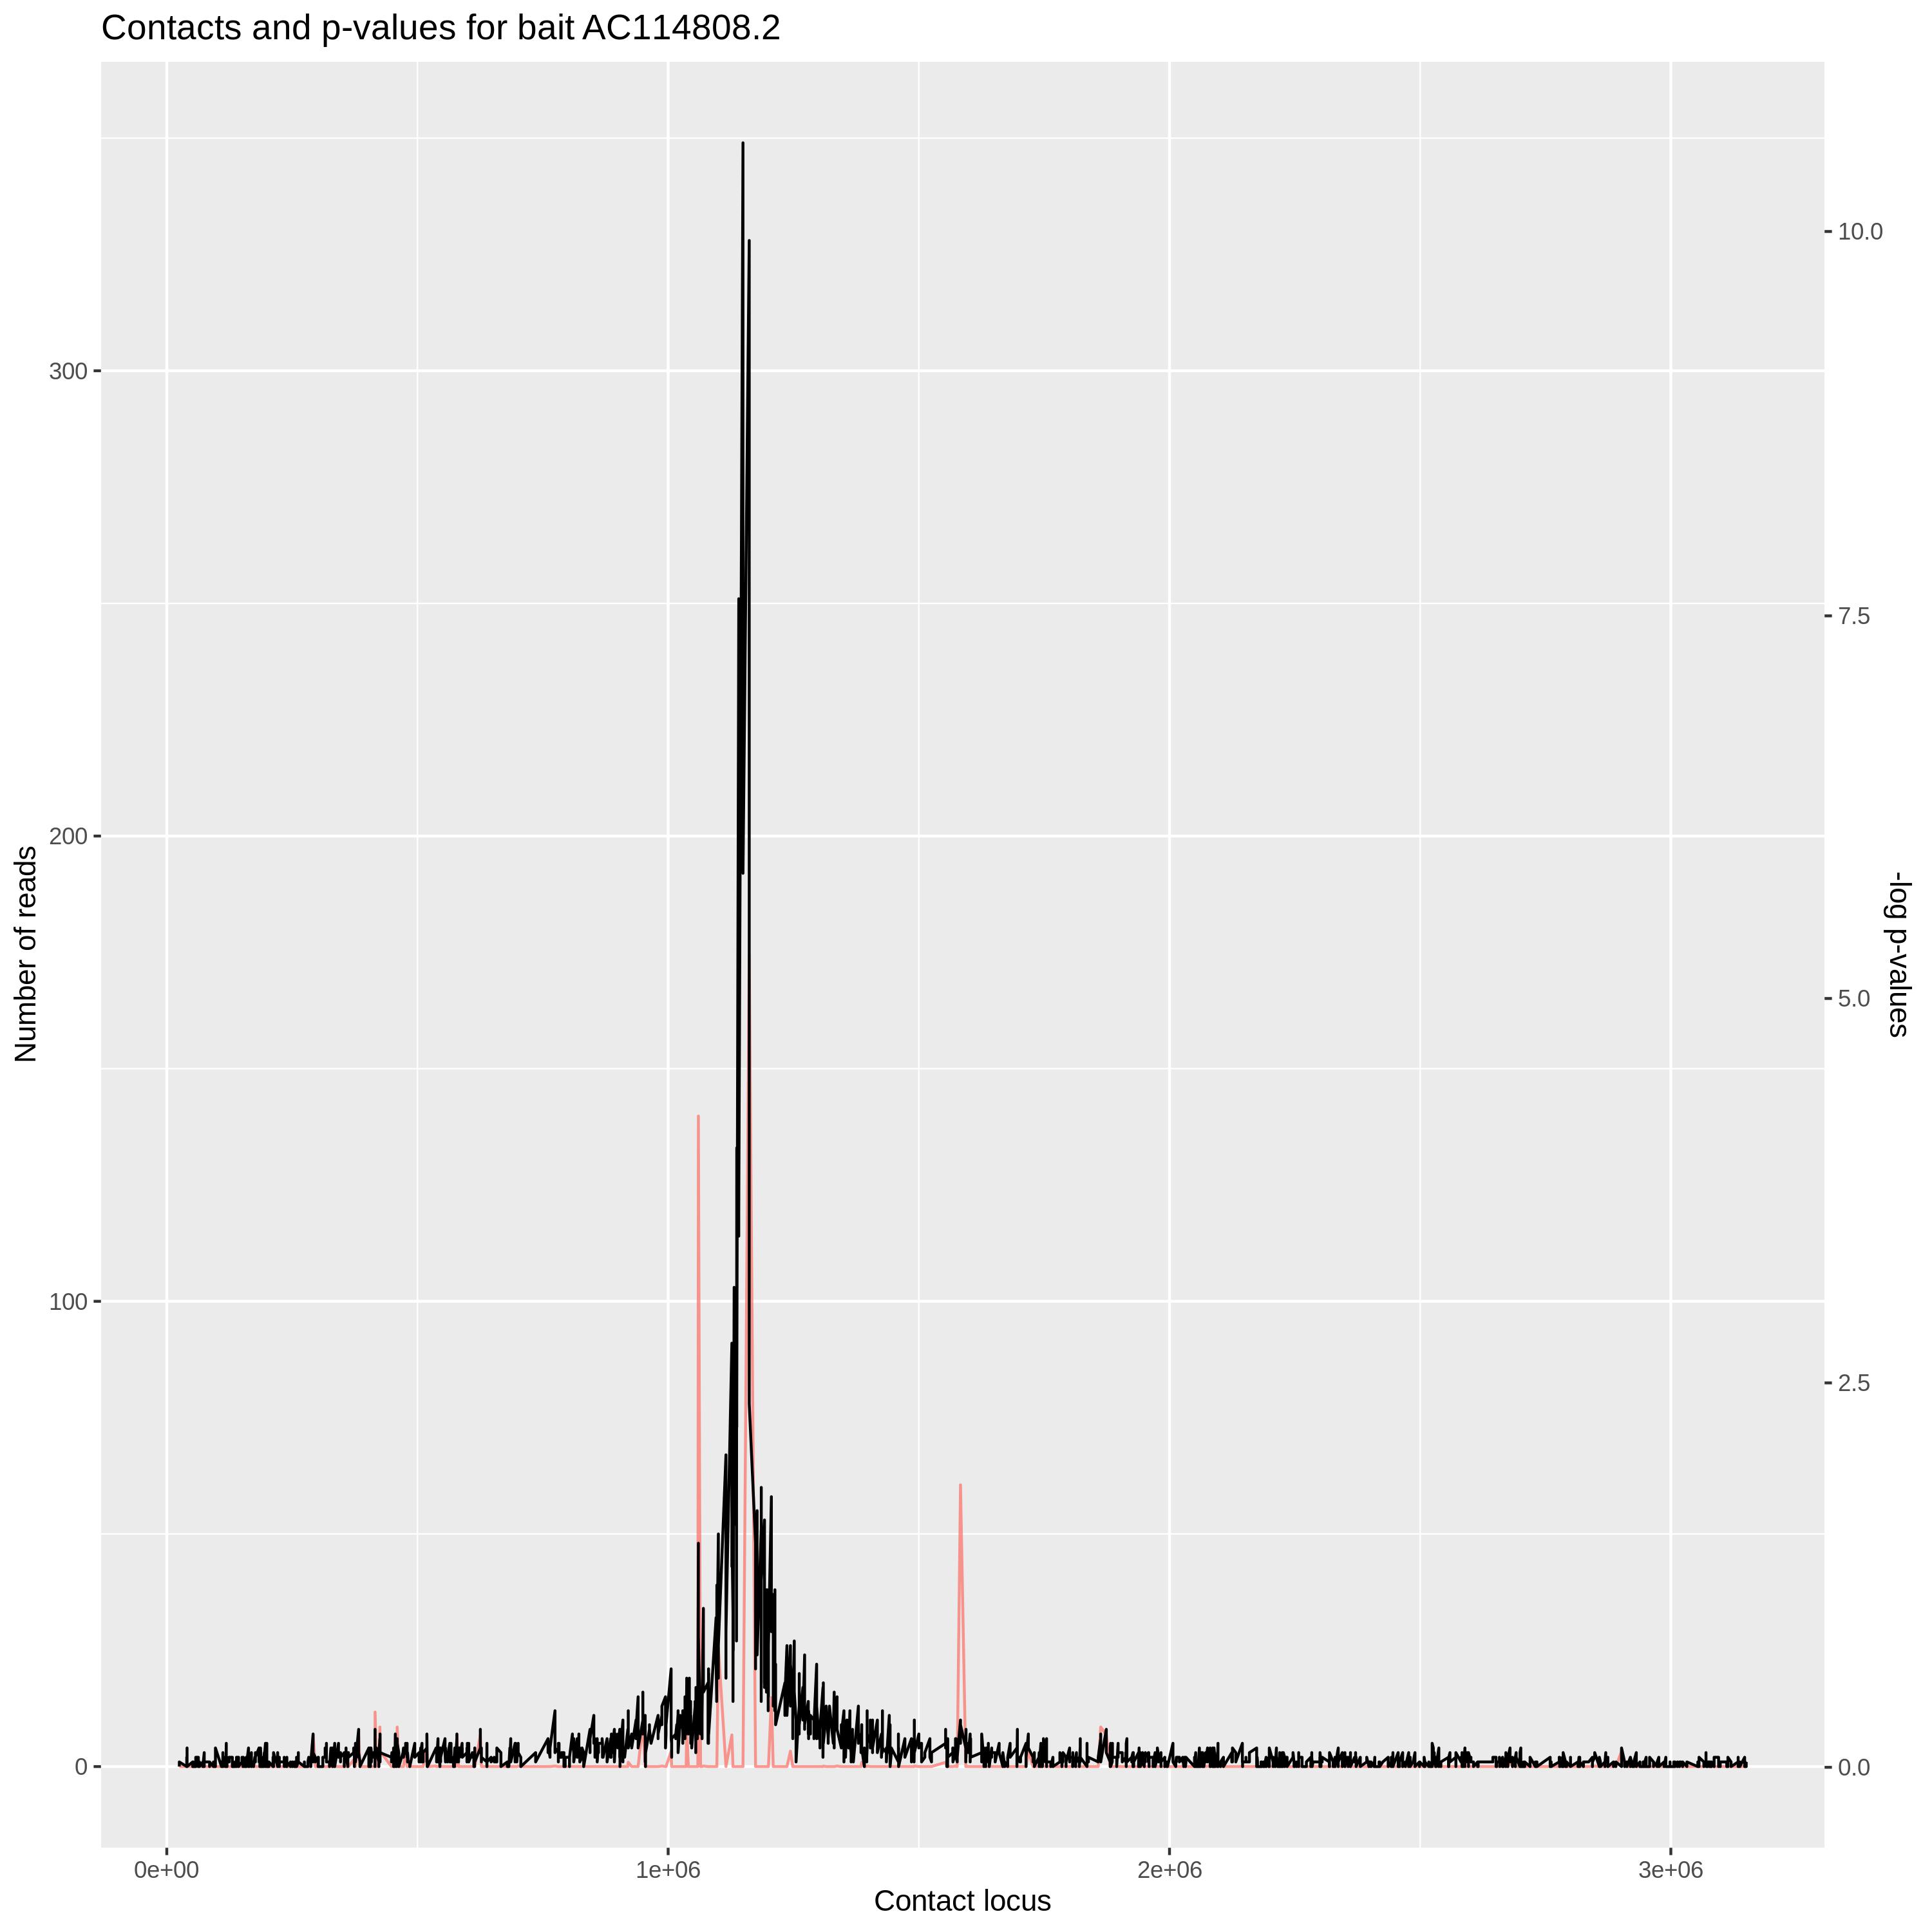 Contacts and p-values for bait AC114808.2
Number of reads
300
200
100
0
10.0
7.5
5.0
2.5
0.0
-log p-values
0e+00
1e+06
2e+06
3e+06
Contact locus